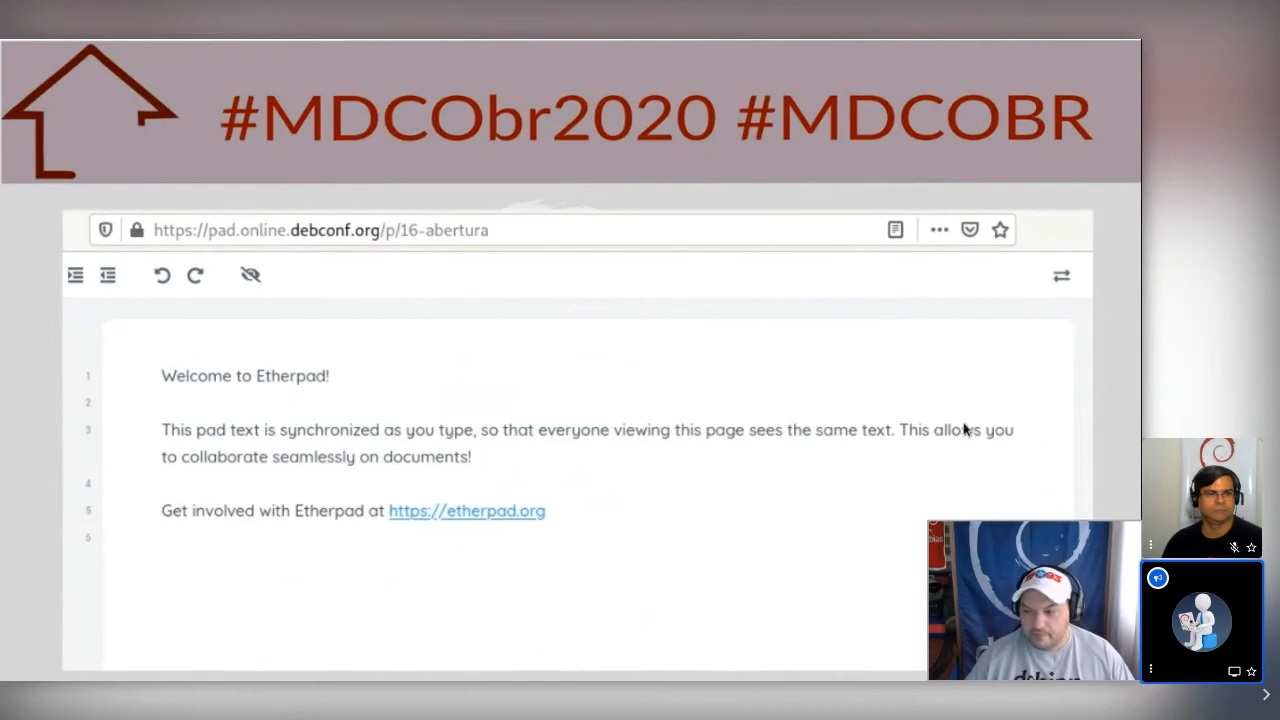 #MDCObr2020 #MDCOBR
https://pad.online.debconf.org/p/16-abertura
1 Welcome to Etherpad!
2
3 This pad text is synchronized as you type, so that everyone viewing this page sees the same text. This allows you
to collaborate seamlessly on documents!
4
5 Get involved with Etherpad at https://etherpad.org
6
debian